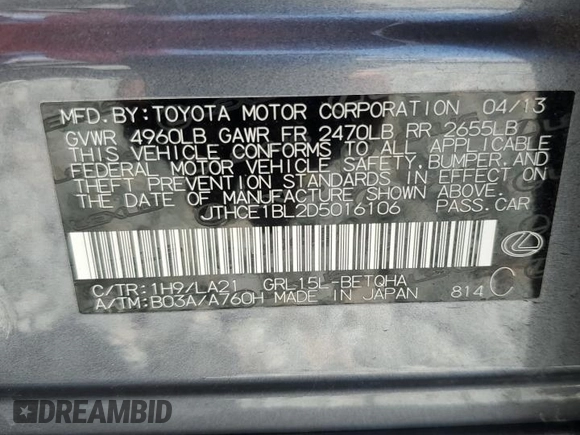 MFD.BY:TOYOTA MOTOR CORPORATION 04/13
GVWR 4960LB GAWR FR 2470LB RR 2655LB
THIS VEHICLE CONFORMS TO ALL APPLICABLE
FEDERAL MOTOR VEHICLE SAFETY, BUMPER, AND
THEFT PREVENTION STANDARDS IN EFFECT ON
THE DATE OF MANUFACTURE SHOWN ABOVE.
JTHCE1BL2D5016106 PASS.CAR
C/TR:1H9/LA21 GRL15L-BETQHA
A/TM:B03A/A760H MADE IN JAPAN 814 C
DREAMBID